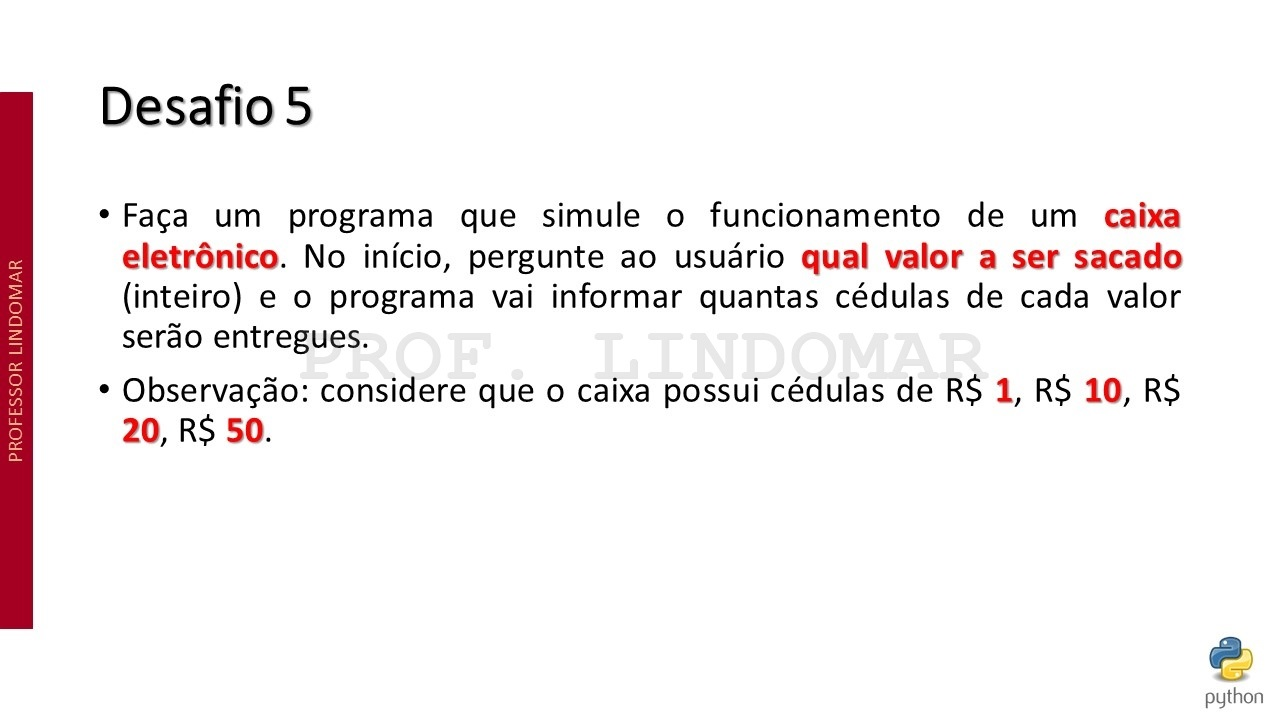 Desafio 5
• Faça um programa que simule o funcionamento de um caixa
eletrônico. No início, pergunte ao usuário qual valor a ser sacado
(inteiro) e o programa vai informar quantas cédulas de cada valor
serão entregues.
PROF. LINDOMAR
• Observação: considere que o caixa possui cédulas de R$ 1, R$ 10, R$
20, R$ 50.
PROFESSOR LINDOMAR
python